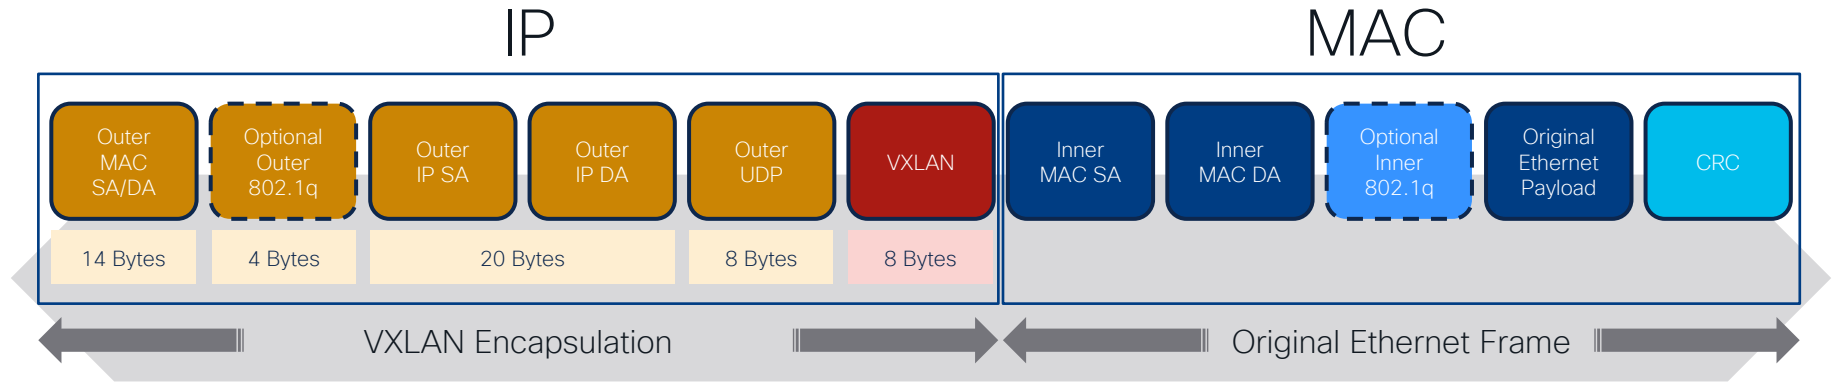 IP
MAC
Outer
MAC
SA/DA
Optional
Outer
802.1q
Outer
IP SA
Outer
IP DA
Outer
UDP
VXLAN
Inner
MAC SA
Inner
MAC DA
Optional
Inner
802.1q
Original
Ethernet
Payload
CRC
14 Bytes
4 Bytes
20 Bytes
8 Bytes
8 Bytes
VXLAN Encapsulation
Original Ethernet Frame